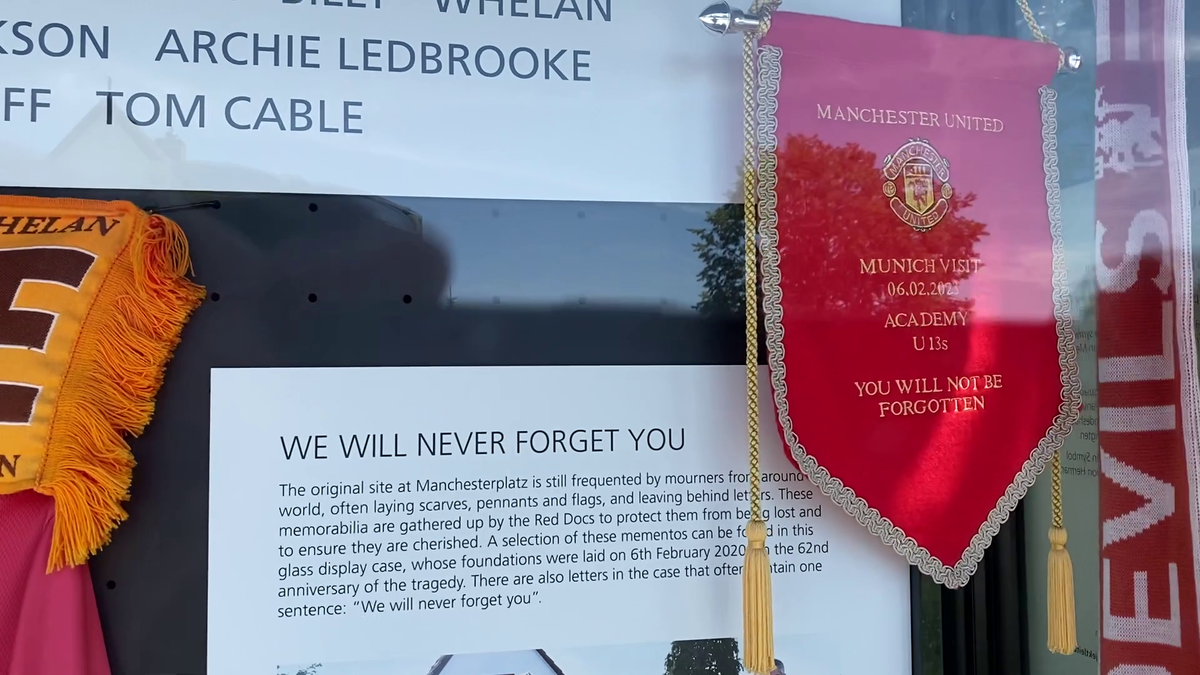 BILLY WHELAN
KSON ARCHIE LEDBROOKE
FF TOM CABLE
HELAN
E
N
WE WILL NEVER FORGET YOU
The original site at Manchesterplatz is still frequented by mourners from around
world, often laying scarves, pennants and flags, and leaving behind letters. These
memorabilia are gathered up by the Red Docs to protect them from being lost and
to ensure they are cherished. A selection of these mementos can be found in this
glass display case, whose foundations were laid on 6th February 2020 in the 62nd
anniversary of the tragedy. There are also letters in the case that often contain one
sentence: "We will never forget you".
MANCHESTER UNITED
MANCHESTER
UNITED
MUNICH VISIT
06.02.2023
ACADEMY
U13s
YOU WILL NOT BE
FORGOTTEN
DEVILS
DE
n Symbol